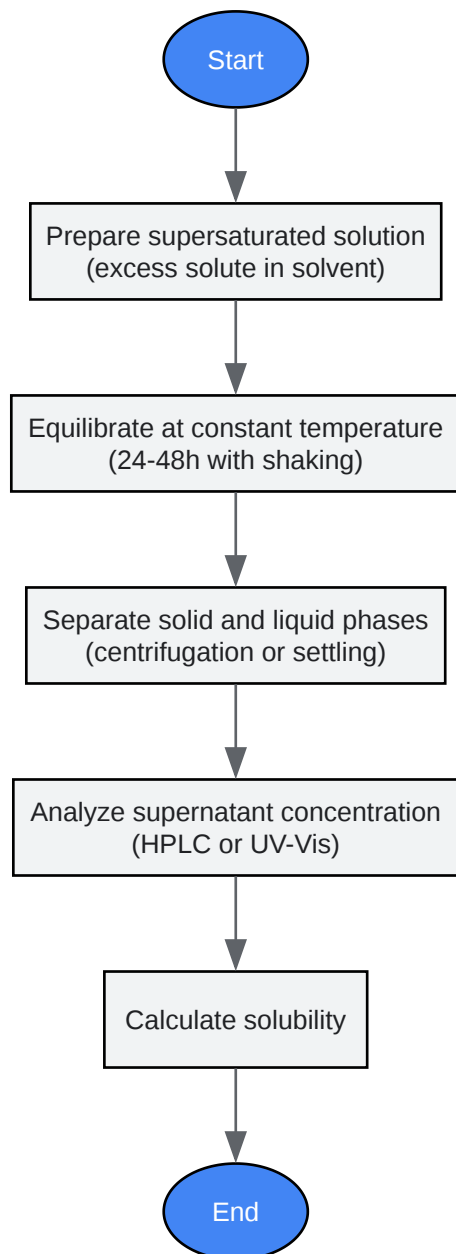 Start
Prepare supersaturated solution
(excess solute in solvent)
Equilibrate at constant temperature
(24-48h with shaking)
Separate solid and liquid phases
(centrifugation or settling)
Analyze supernatant concentration
(HPLC or UV-Vis)
Calculate solubility
End